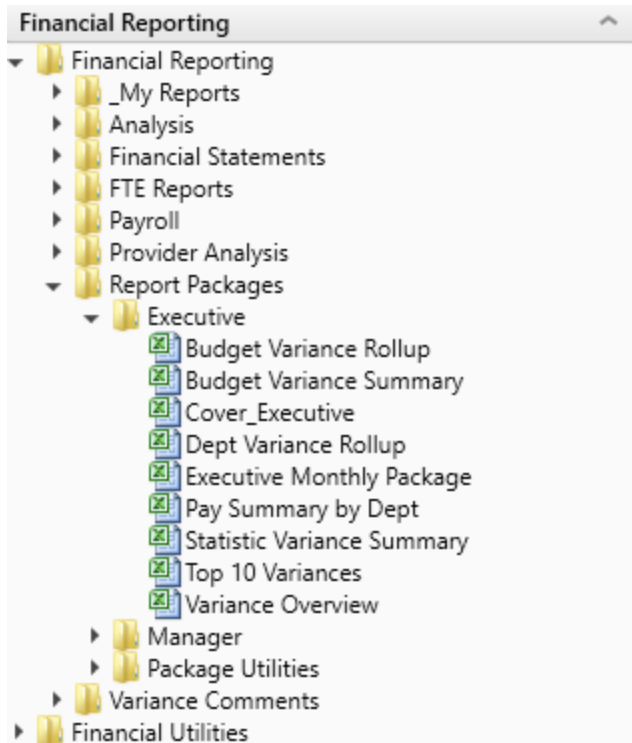 Financial Reporting
Financial Reporting
_My Reports
Analysis
Financial Statements
FTE Reports
Payroll
Provider Analysis
Report Packages
Executive
Budget Variance Rollup
Budget Variance Summary
Cover_Executive
Dept Variance Rollup
Executive Monthly Package
Pay Summary by Dept
Statistic Variance Summary
Top 10 Variances
Variance Overview
Manager
Package Utilities
Variance Comments
Financial Utilities